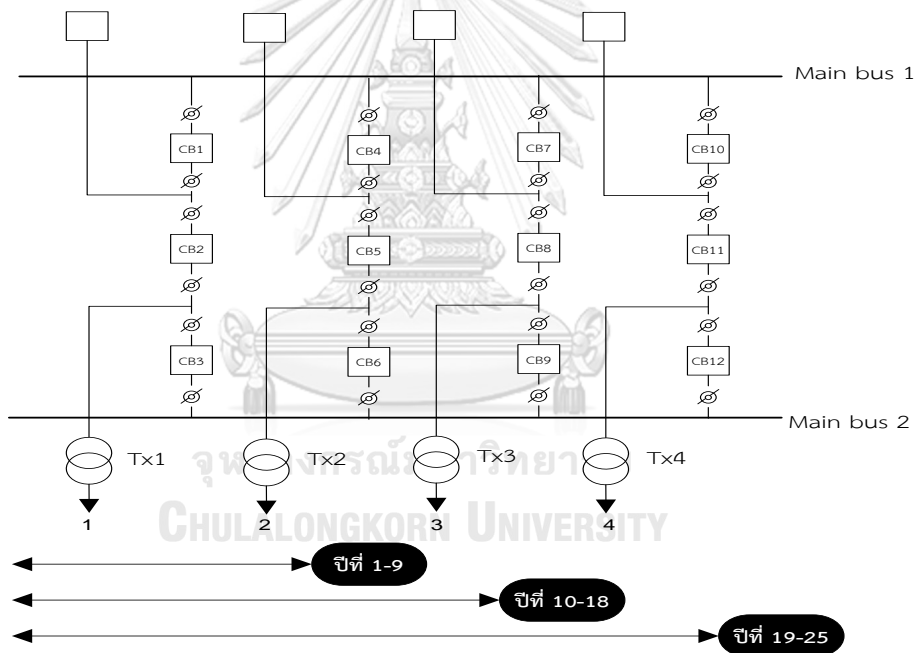 Main bus 1
CB1
CB4
CB7
CB10
CB2
CB5
CB8
CB11
CB3
CB6
CB9
CB12
Main bus 2
Tx1
Tx2
Tx3
Tx4
1
2
3
4
CHULALONGKORN UNIVERSITY
ปีที่ 1-9
ปีที่ 10-18
ปีที่ 19-25